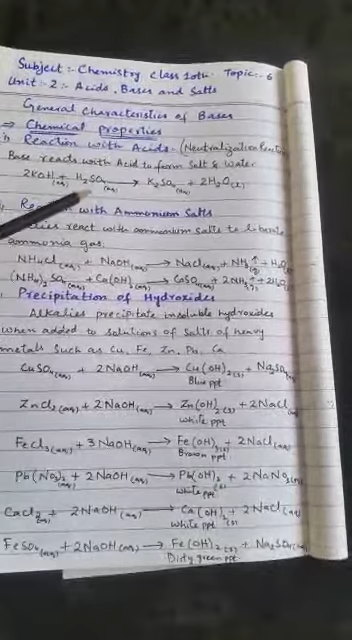 Subject :- Chemistry Class 10th. Topic:- 6
Unit :- 2 :- Acids, Bases and Salts
General Characteristics of Bases
⇒ Chemical properties
Reaction with Acids:- (Neutralization
Base reacts with Acid to form Salt & Water
2KOH(aq) + H2SO4(aq) → K2SO4(aq) + 2H2O(l)
with Ammonium Salts
react with ammonium salts to
ammonia gas.
NH4Cl(aq) + NaOH(aq) → NaCl(aq) + NH3↑(g) +
(NH4)2SO4(aq) + Ca(OH)2(aq) → CaSO4(aq) + 2NH3↑(g) +
Precipitation of Hydroxides
Alkalies precipitate insoluble hydroxides
when added to solutions of salts of heavy
metals such as Cu, Fe, Zn, Pb, Ca
CuSO4(aq) + 2NaOH(aq) → Cu(OH)2(s) +
Blue ppt
ZnCl2(aq) + 2NaOH(aq) → Zn(OH)2(s) + 2NaCl
white ppt
FeCl3(aq) + 3NaOH(aq) → Fe(OH)3(s) + 3NaCl(aq)
Brown ppt
Pb(NO3)2(aq) + 2NaOH(aq) → Pb(OH)2(s) + 2NaNO3
white ppt
CaCl2(aq) + 2NaOH(aq) → Ca(OH)2(s) + 2NaCl(aq)
white ppt
FeSO4(aq) + 2NaOH(aq) → Fe(OH)2(s) + Na2SO4(aq)
Dirty green ppt